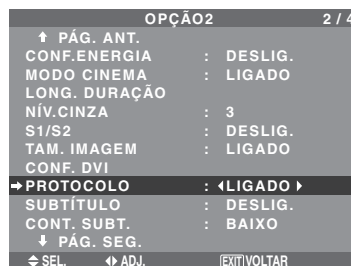 OPÇÃO2 2 / 4
PÁG. ANT.
CONF.ENERGIA : DESLIG.
MODO CINEMA : LIGADO
LONG. DURAÇÃO
NÍV.CINZA : 3
S1/S2 : DESLIG.
TAM. IMAGEM : LIGADO
CONF. DVI
PROTOCOLO : LIGADO
SUBTÍTULO : DESLIG.
CONT. SUBT. : BAIXO
PÁG. SEG.
SEL. ADJ. EXIT VOLTAR